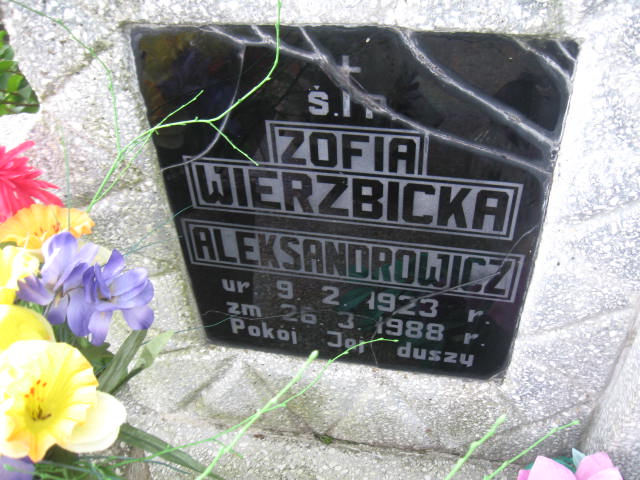 Ś.I P
ZOFIA
WIERZBICKA
ALEKSANDROWICZ
ur 9. 2. 1923 r.
zm 26. 3. 1988 r.
Pokój Jej duszy